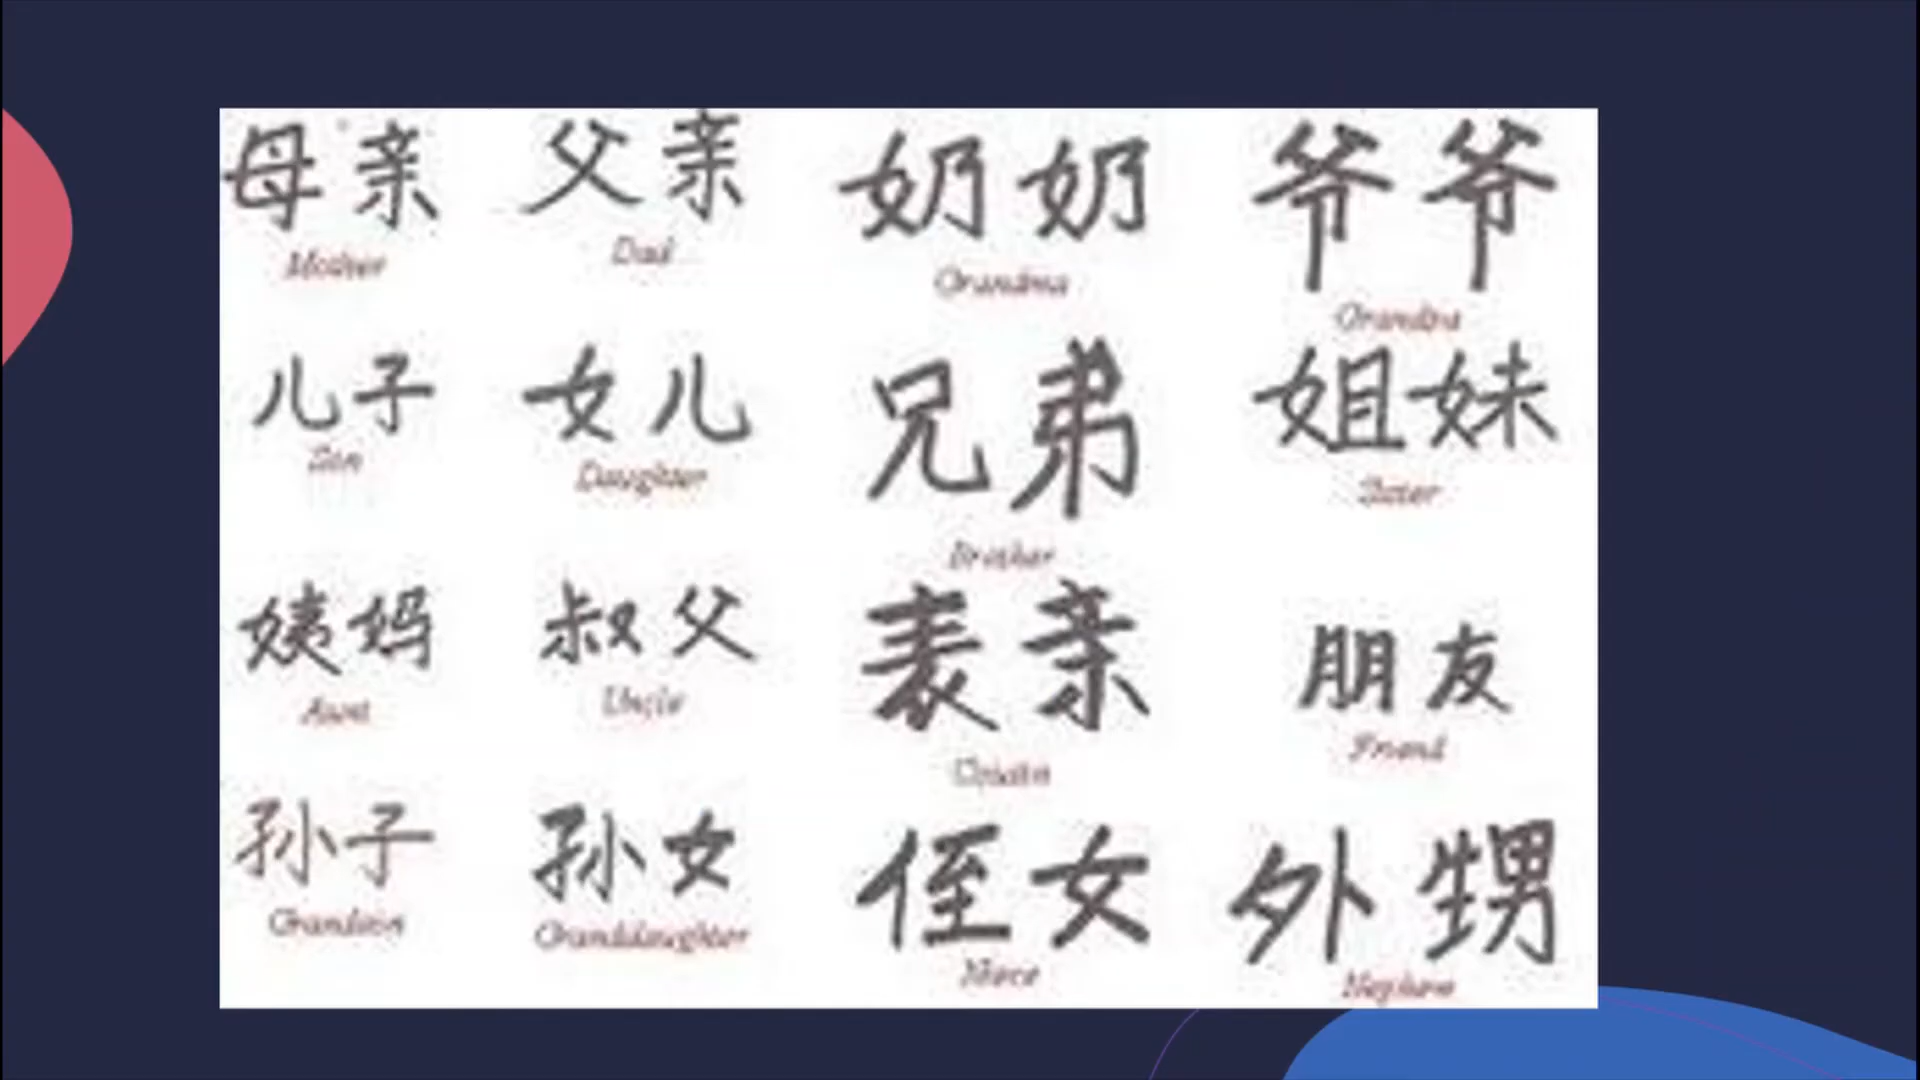 母亲 父亲 奶奶 爷爷
Mother Dad Grandma Grandpa
儿子 女儿 兄弟 姐妹
Son Daughter Brother Sister
姨妈 叔父 表亲 朋友
Aunt Uncle Cousin Friend
孙子 孙女 侄女 外甥
Grandson Granddaughter Niece Nephew